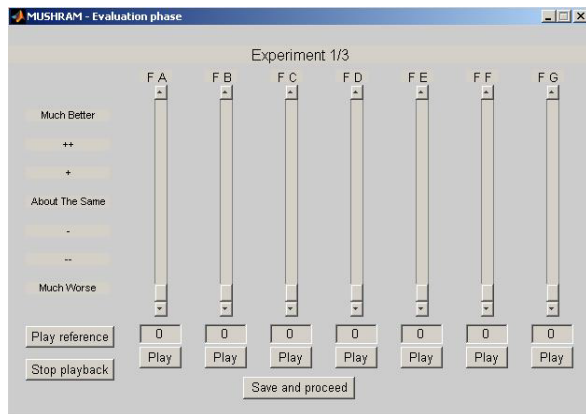 MUSHRAM - Evaluation phase
Experiment 1/3
F A F B F C F D F E F F F G
Much Better
++
+
About The Same
-
--
Much Worse
Play reference 0 0 0 0 0 0 0
Stop playback Play Play Play Play Play Play Play
Save and proceed